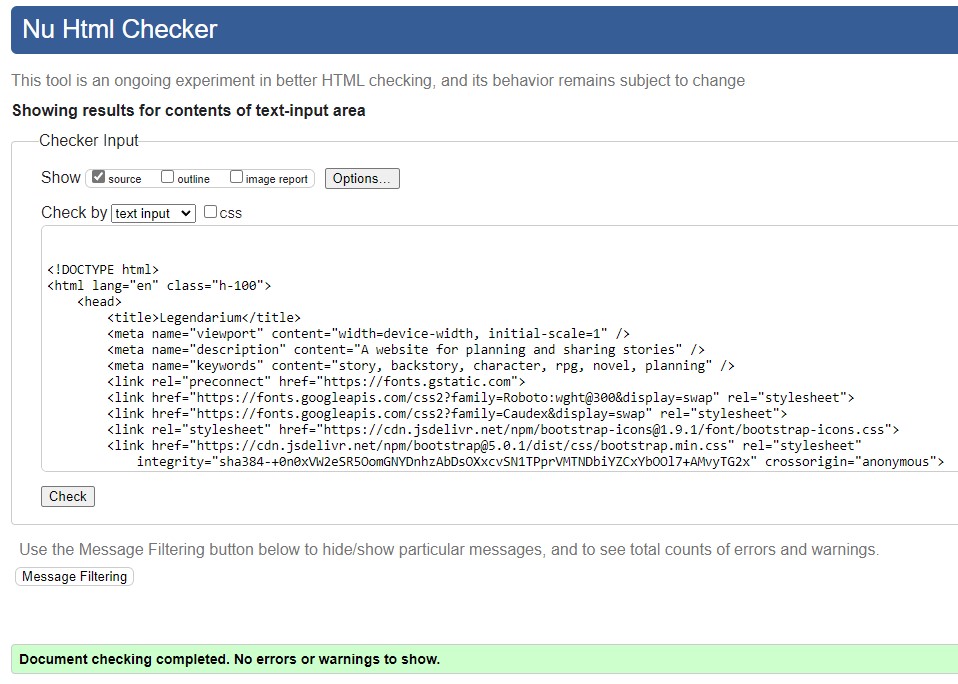 Nu Html Checker
This tool is an ongoing experiment in better HTML checking, and its behavior remains subject to change
Showing results for contents of text-input area
Checker Input
Show source outline image report Options...
Check by text input css
<!DOCTYPE html>
<html lang="en" class="h-100">
<head>
<title>Legendarium</title>
<meta name="viewport" content="width=device-width, initial-scale=1" />
<meta name="description" content="A website for planning and sharing stories" />
<meta name="keywords" content="story, backstory, character, rpg, novel, planning" />
<link rel="preconnect" href="https://fonts.gstatic.com">
<link href="https://fonts.googleapis.com/css2?family=Roboto:wght@300&display=swap" rel="stylesheet">
<link href="https://fonts.googleapis.com/css2?family=Caudex&display=swap" rel="stylesheet">
<link rel="stylesheet" href="https://cdn.jsdelivr.net/npm/bootstrap-icons@1.9.1/font/bootstrap-icons.css">
<link href="https://cdn.jsdelivr.net/npm/bootstrap@5.0.1/dist/css/bootstrap.min.css" rel="stylesheet"
integrity="sha384-+0n0xVW2eSR5OomGNYDnhzAbDsOXxcvSN1TPprVMTNDbiYZCxYbOOl7+AMvyTG2x" crossorigin="anonymous">
Check
Use the Message Filtering button below to hide/show particular messages, and to see total counts of errors and warnings.
Message Filtering
Document checking completed. No errors or warnings to show.